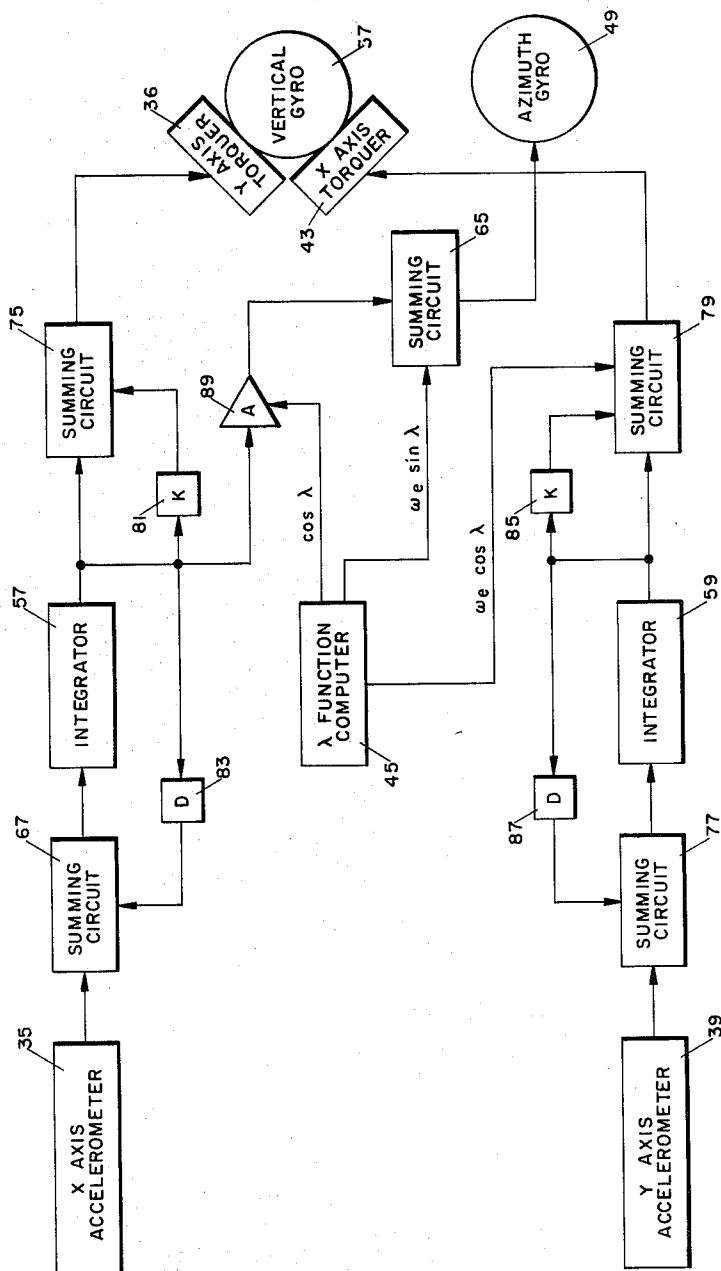 35
X AXIS
ACCELEROMETER
67
SUMMING
CIRCUIT
57
INTEGRATOR
75
SUMMING
CIRCUIT
81
K
D
83
36
Y AXIS
TORQUER
VERTICAL
GYRO
37
X AXIS
TORQUER
43
89
A
cos λ
λ FUNCTION
COMPUTER
45
ωe sin λ
SUMMING
CIRCUIT
65
AZIMUTH
GYRO
49
ωe cos λ
85
K
87
D
Y AXIS
ACCELEROMETER
39
SUMMING
CIRCUIT
77
INTEGRATOR
59
SUMMING
CIRCUIT
79